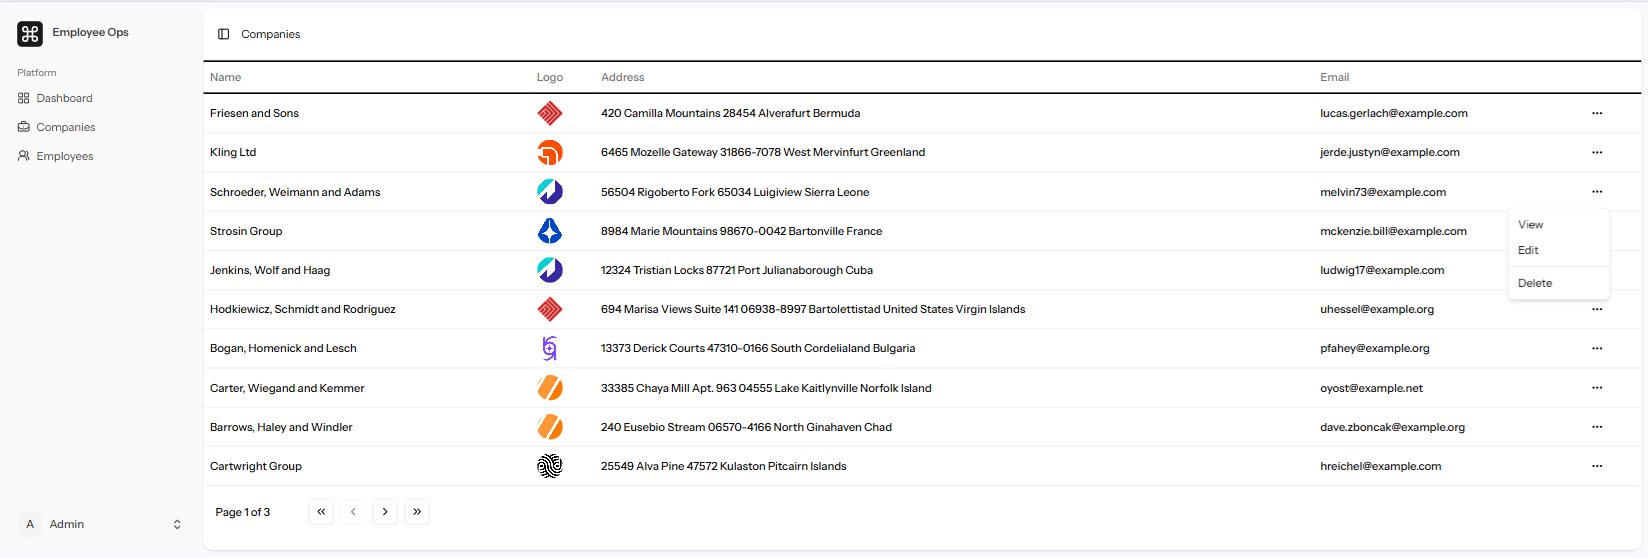 Employee Ops
Platform
Dashboard
Companies
Employees
A Admin
Companies
Name Logo Address Email
Friesen and Sons 420 Camilla Mountains 28454 Alverafurt Bermuda lucas.gerlach@example.com
Kling Ltd 6465 Mozelle Gateway 31866-7078 West Mervinfurt Greenland jerde.justyn@example.com
Schroeder, Weimann and Adams 56504 Rigoberto Fork 65034 Luigiview Sierra Leone melvin73@example.com
Strosin Group 8984 Marie Mountains 98670-0042 Bartonville France mckenzie.bill@example.com
Jenkins, Wolf and Haag 12324 Tristian Locks 87721 Port Julianaborough Cuba ludwig17@example.com
Hodkiewicz, Schmidt and Rodriguez 694 Marisa Views Suite 141 06938-8997 Bartolettistad United States Virgin Islands uhessel@example.org
Bogan, Homenick and Lesch 13373 Derick Courts 47310-0166 South Cordelialand Bulgaria pfahey@example.org
Carter, Wiegand and Kemmer 33385 Chaya Mill Apt. 963 04555 Lake Kaitlynville Norfolk Island oyost@example.net
Barrows, Haley and Windler 240 Eusebio Stream 06570-4166 North Ginahaven Chad dave.zboncak@example.org
Cartwright Group 25549 Alva Pine 47572 Kulaston Pitcairn Islands hreichel@example.com
View
Edit
Delete
Page 1 of 3